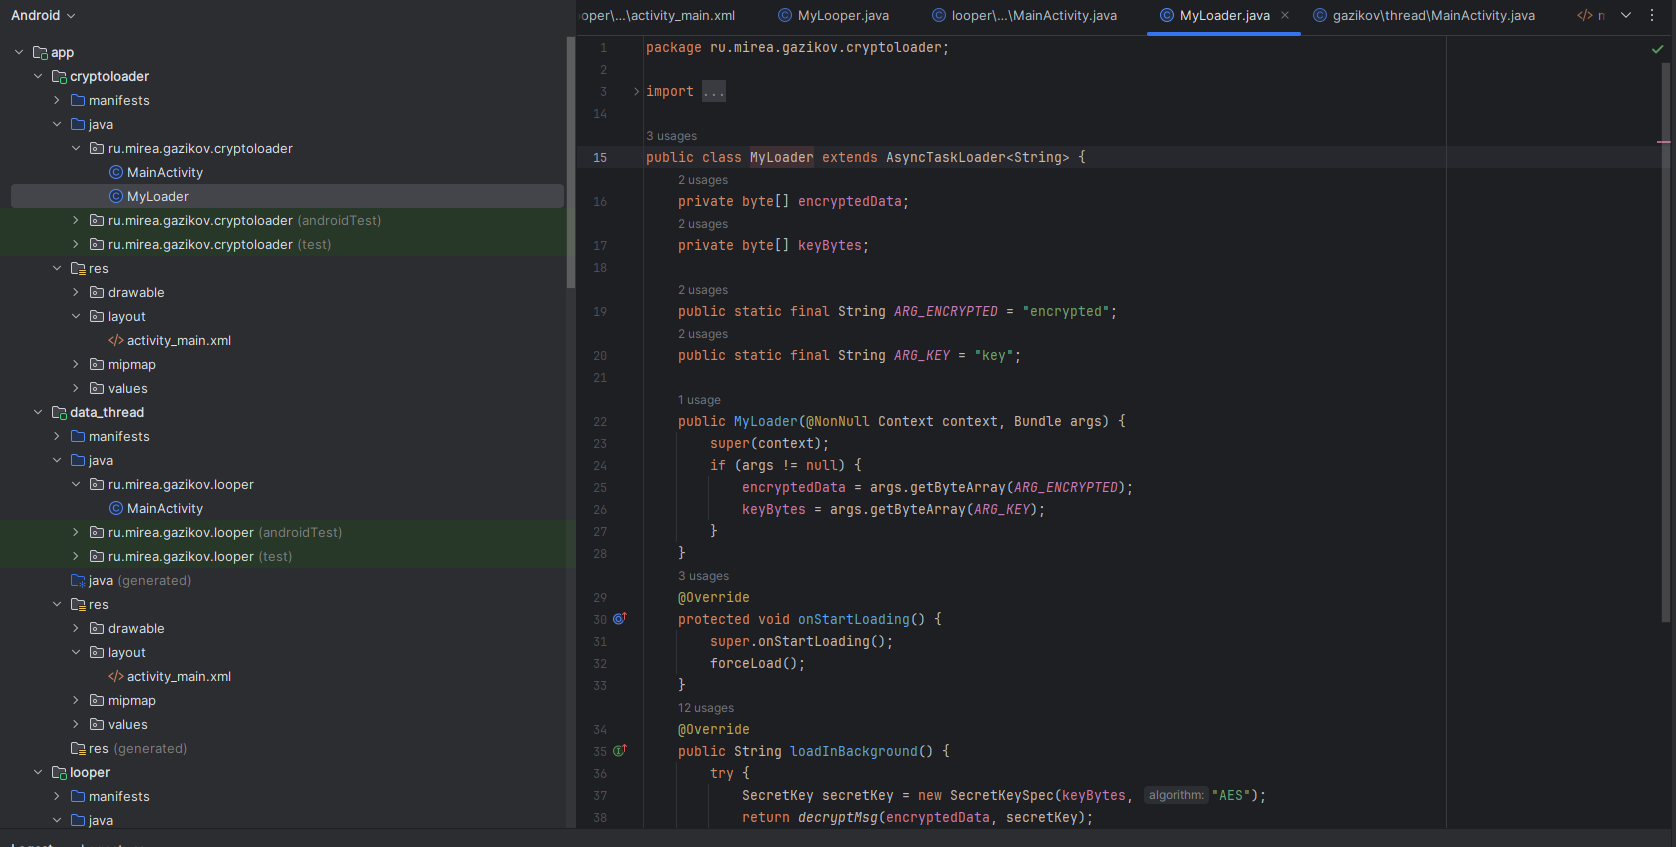 Android
app
cryptoloader
manifests
java
ru.mirea.gazikov.cryptoloader
MainActivity
MyLoader
ru.mirea.gazikov.cryptoloader (androidTest)
ru.mirea.gazikov.cryptoloader (test)
res
drawable
layout
activity_main.xml
mipmap
values
data_thread
manifests
java
ru.mirea.gazikov.looper
MainActivity
ru.mirea.gazikov.looper (androidTest)
ru.mirea.gazikov.looper (test)
java (generated)
res
drawable
layout
activity_main.xml
mipmap
values
res (generated)
looper
manifests
java
oper\...\activity_main.xml MyLooper.java looper\...\MainActivity.java MyLoader.java gazikov\thread\MainActivity.java
1 package ru.mirea.gazikov.cryptoloader;
2
3 import ...
14
3 usages
15 public class MyLoader extends AsyncTaskLoader<String> {
2 usages
16 private byte[] encryptedData;
2 usages
17 private byte[] keyBytes;
18
2 usages
19 public static final String ARG_ENCRYPTED = "encrypted";
2 usages
20 public static final String ARG_KEY = "key";
21
1 usage
22 public MyLoader(@NonNull Context context, Bundle args) {
23 super(context);
24 if (args != null) {
25 encryptedData = args.getByteArray(ARG_ENCRYPTED);
26 keyBytes = args.getByteArray(ARG_KEY);
27 }
28 }
3 usages
29 @Override
30 protected void onStartLoading() {
31 super.onStartLoading();
32 forceLoad();
33 }
12 usages
34 @Override
35 public String loadInBackground() {
36 try {
37 SecretKey secretKey = new SecretKeySpec(keyBytes, algorithm: "AES");
38 return decryptMsg(encryptedData, secretKey);